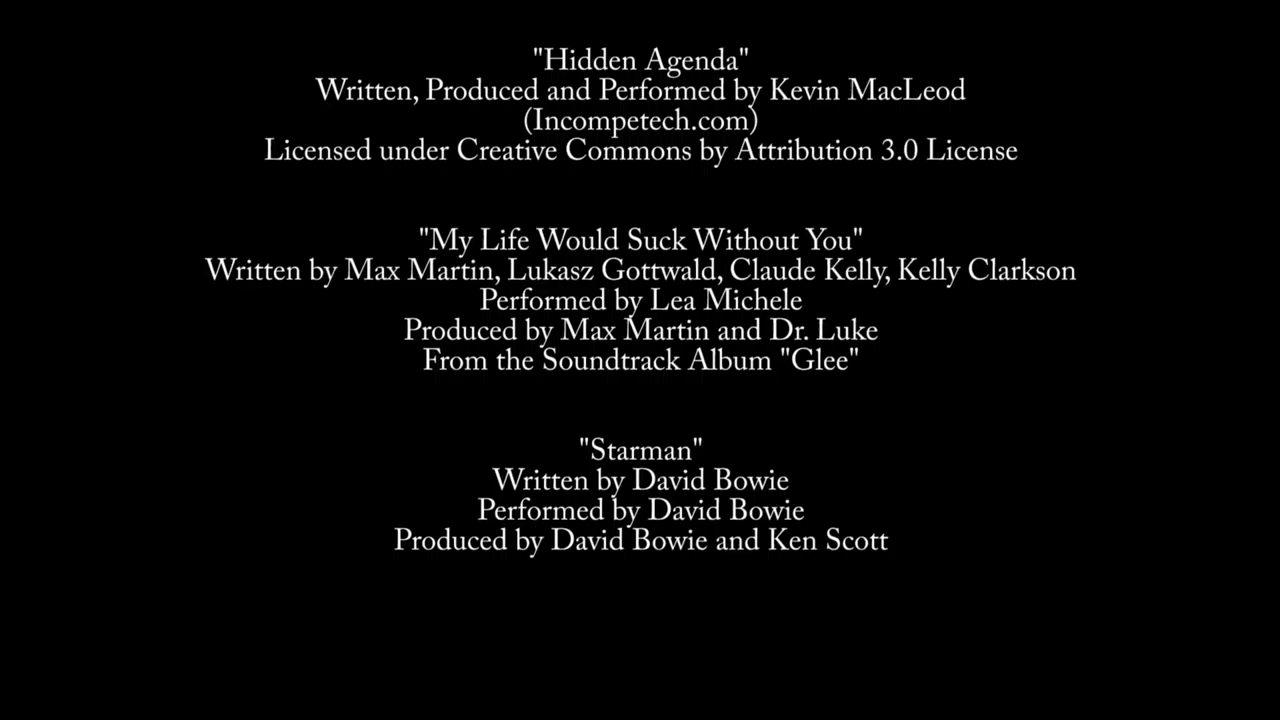 "Hidden Agenda"
Written, Produced and Performed by Kevin MacLeod
(Incompetech.com)
Licensed under Creative Commons by Attribution 3.0 License
"My Life Would Suck Without You"
Written by Max Martin, Lukasz Gottwald, Claude Kelly, Kelly Clarkson
Performed by Lea Michele
Produced by Max Martin and Dr. Luke
From the Soundtrack Album "Glee"
"Starman"
Written by David Bowie
Performed by David Bowie
Produced by David Bowie and Ken Scott